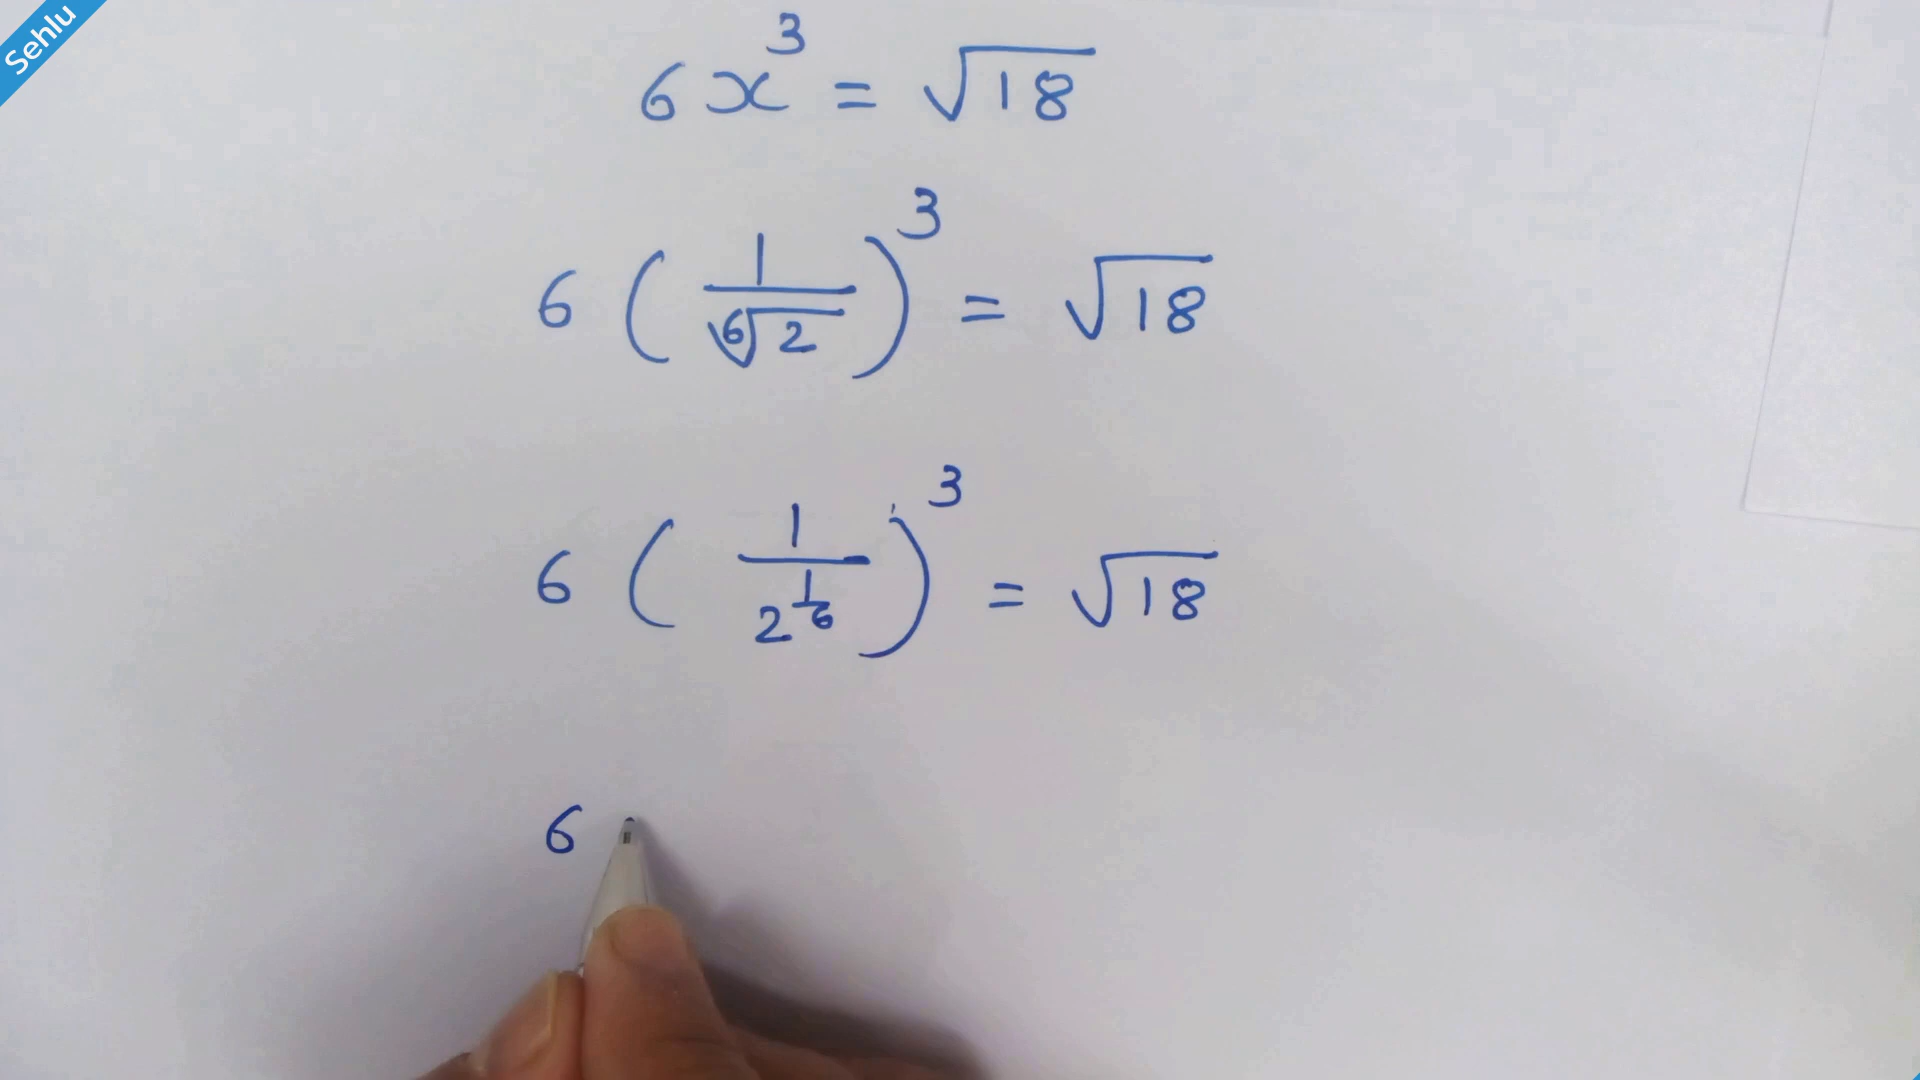 Sehlu
6x³ = √18
6 ( 1/⁶√2 )³ = √18
6 ( 1/2^(1/6) )³ = √18
6